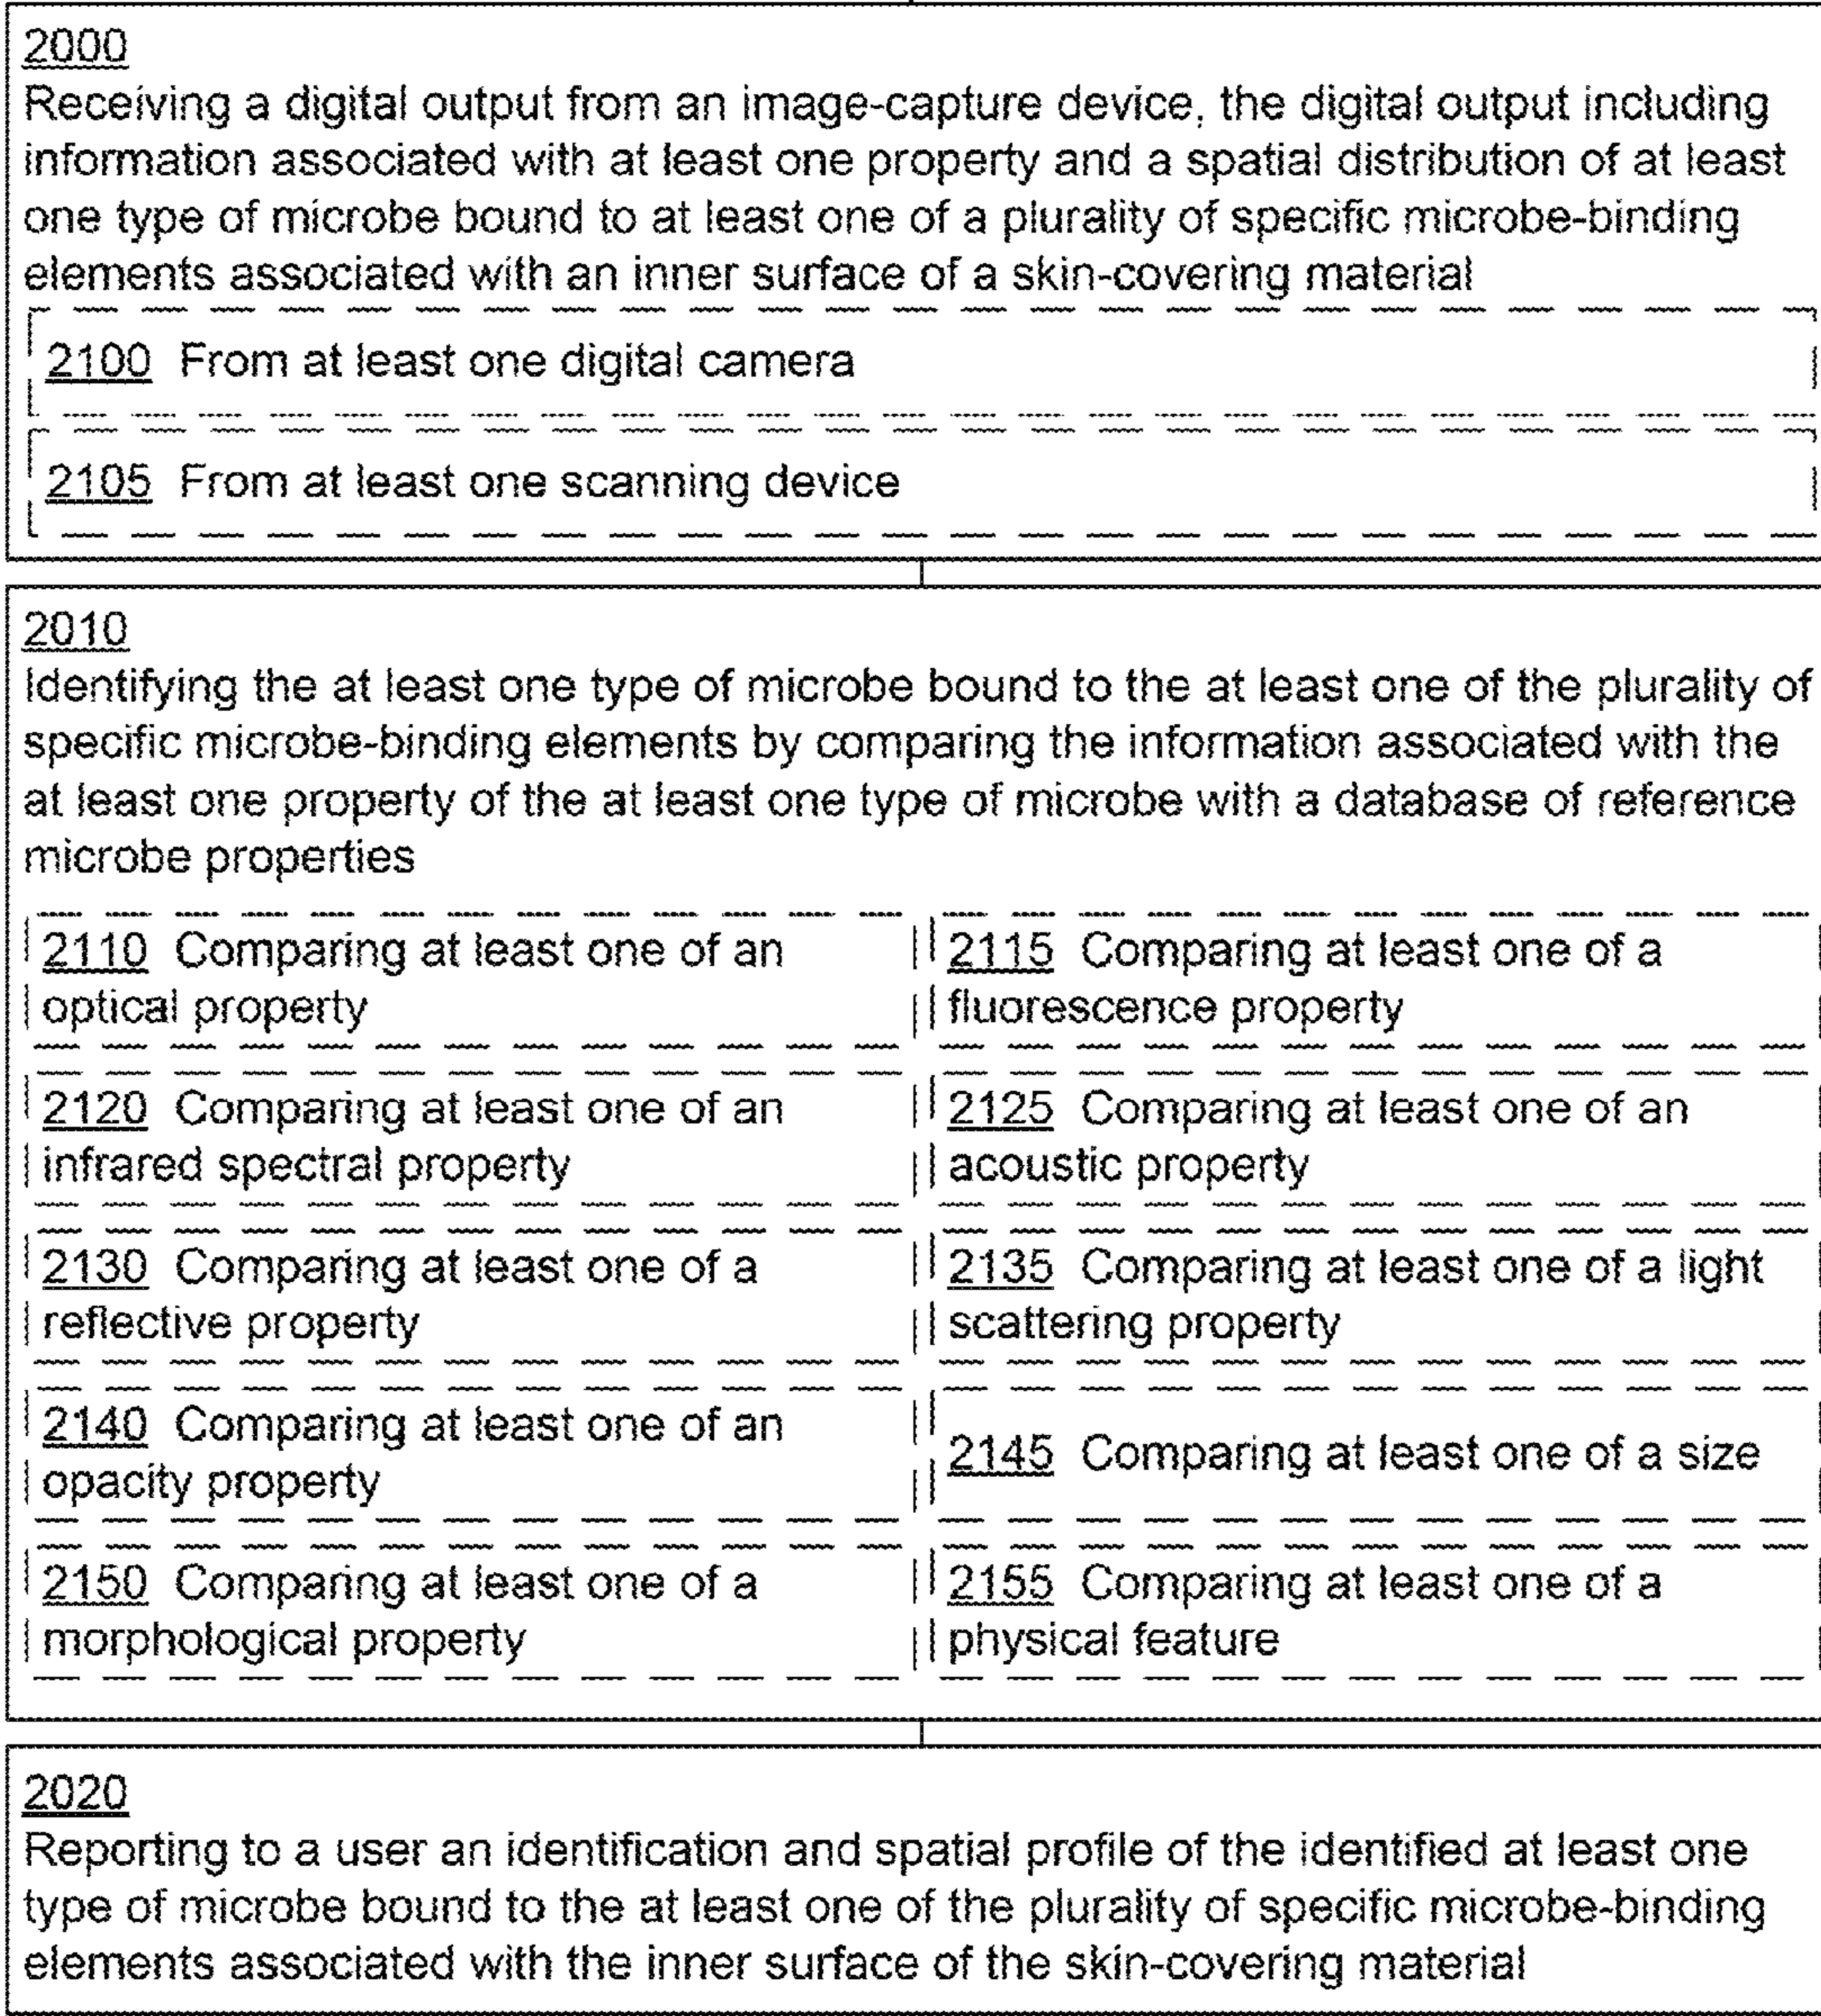 2000
Receiving a digital output from an image-capture device, the digital output including
information associated with at least one property and a spatial distribution of at least
one type of microbe bound to at least one of a plurality of specific microbe-binding
elements associated with an inner surface of a skin-covering material
2100 From at least one digital camera
2105 From at least one scanning device
2010
Identifying the at least one type of microbe bound to the at least one of the plurality of
specific microbe-binding elements by comparing the information associated with the
at least one property of the at least one type of microbe with a database of reference
microbe properties
2110 Comparing at least one of an
optical property
2115 Comparing at least one of a
fluorescence property
2120 Comparing at least one of an
infrared spectral property
2125 Comparing at least one of an
acoustic property
2130 Comparing at least one of a
reflective property
2135 Comparing at least one of a light
scattering property
2140 Comparing at least one of an
opacity property
2145 Comparing at least one of a size
2150 Comparing at least one of a
morphological property
2155 Comparing at least one of a
physical feature
2020
Reporting to a user an identification and spatial profile of the identified at least one
type of microbe bound to the at least one of the plurality of specific microbe-binding
elements associated with the inner surface of the skin-covering material